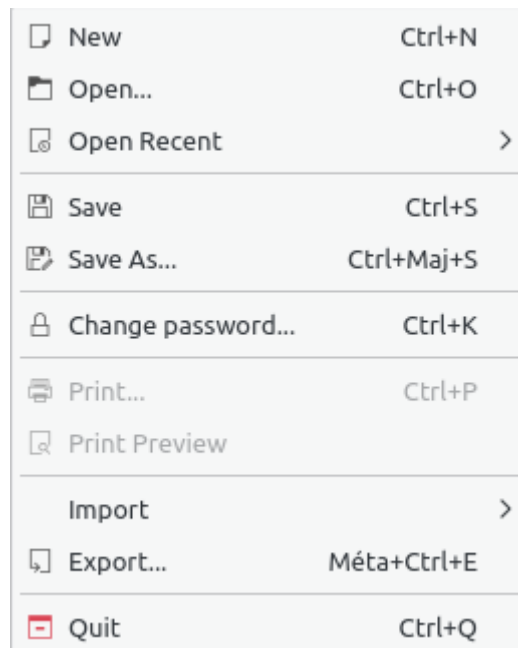 New Ctrl+N
Open... Ctrl+O
Open Recent
Save Ctrl+S
Save As... Ctrl+Maj+S
Change password... Ctrl+K
Print... Ctrl+P
Print Preview
Import
Export... Méta+Ctrl+E
Quit Ctrl+Q